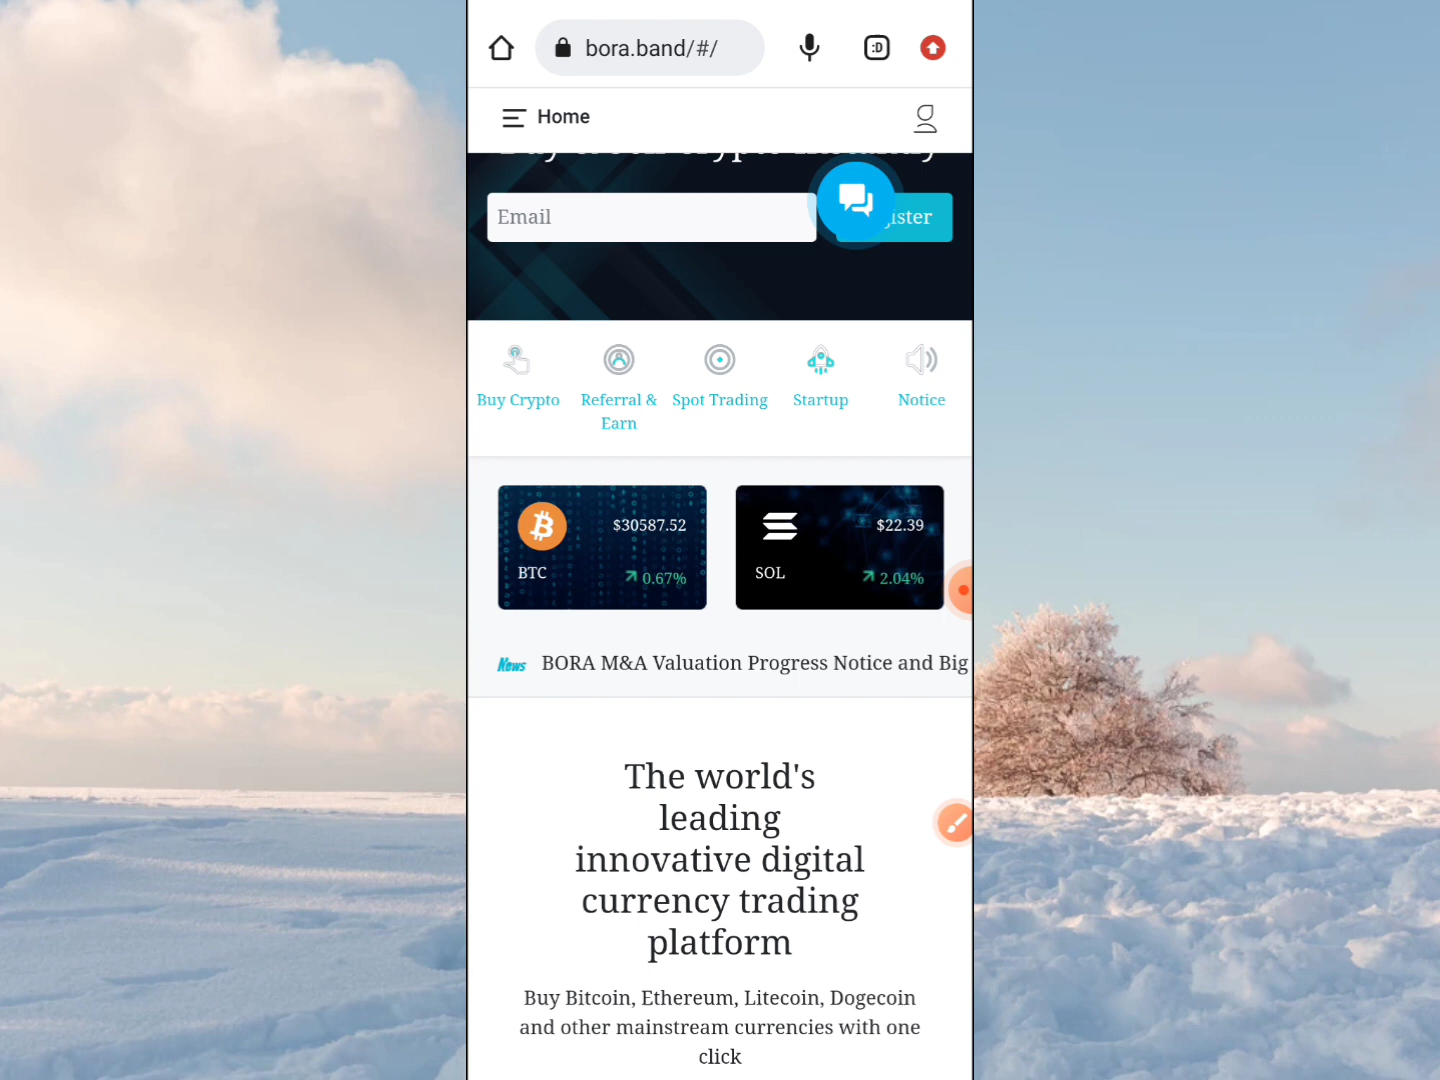 bora.band/#/
:D
Home
Email
Buy Crypto
Referral &
Earn
Spot Trading
Startup
Notice
$30587.52
BTC
0.67%
$22.39
SOL
2.04%
News
BORA M&A Valuation Progress Notice and Big
The world's
leading
innovative digital
currency trading
platform
Buy Bitcoin, Ethereum, Litecoin, Dogecoin
and other mainstream currencies with one
click